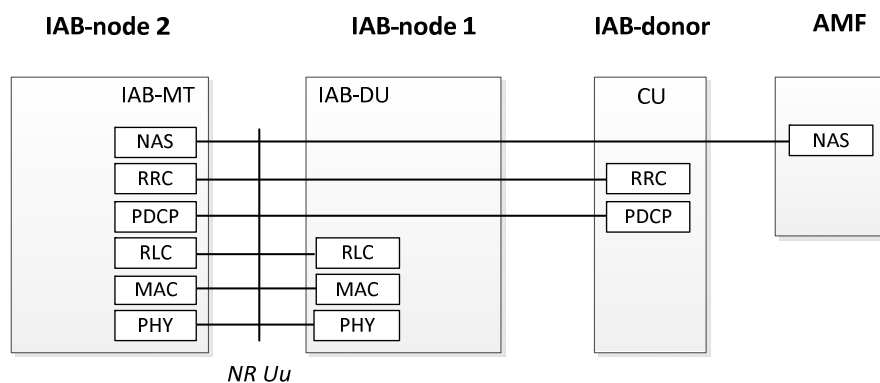 IAB-node 2 IAB-node 1 IAB-donor AMF
IAB-MT IAB-DU CU
NAS NAS
RRC RRC
PDCP PDCP
RLC RLC
MAC MAC
PHY PHY
NR Uu